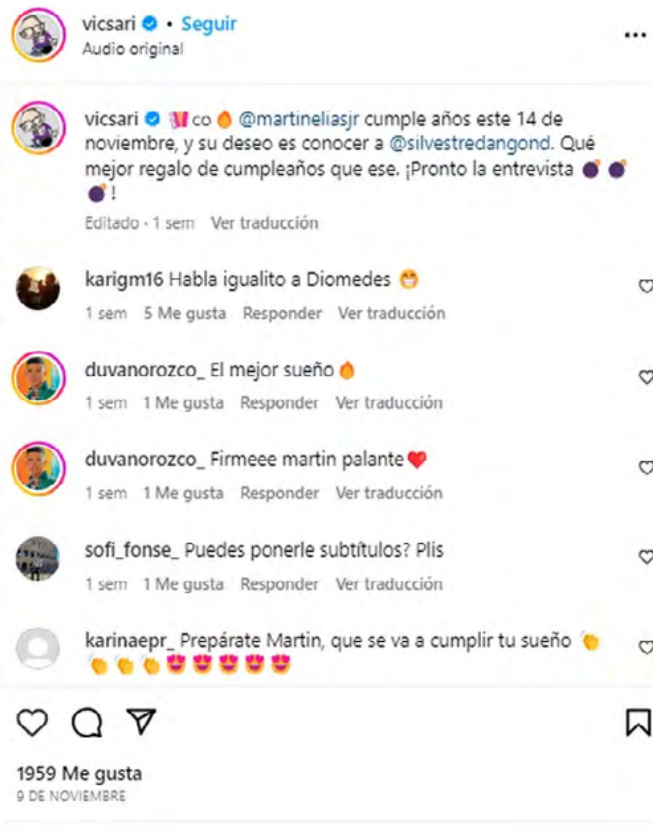 vicsari • Seguir
Audio original
...
vicsari co @martineliasjr cumple años este 14 de
noviembre, y su deseo es conocer a @silvestredangond. Qué
mejor regalo de cumpleaños que ese. ¡Pronto la entrevista 💣 💣
💣!
Editado · 1 sem Ver traducción
karigm16 Habla igualito a Diomedes 😁
1 sem 5 Me gusta Responder Ver traducción
duvanorozco_ El mejor sueño 🔥
1 sem 1 Me gusta Responder Ver traducción
duvanorozco_ Firmeee martin palante ❤️
1 sem 1 Me gusta Responder Ver traducción
sofi_fonse_ Puedes ponerle subtítulos? Plis
1 sem 1 Me gusta Responder Ver traducción
karinaepr_ Prepárate Martin, que se va a cumplir tu sueño 👏
👏 👏 👏 😍 😍 😍 😍 😍
1959 Me gusta
9 DE NOVIEMBRE